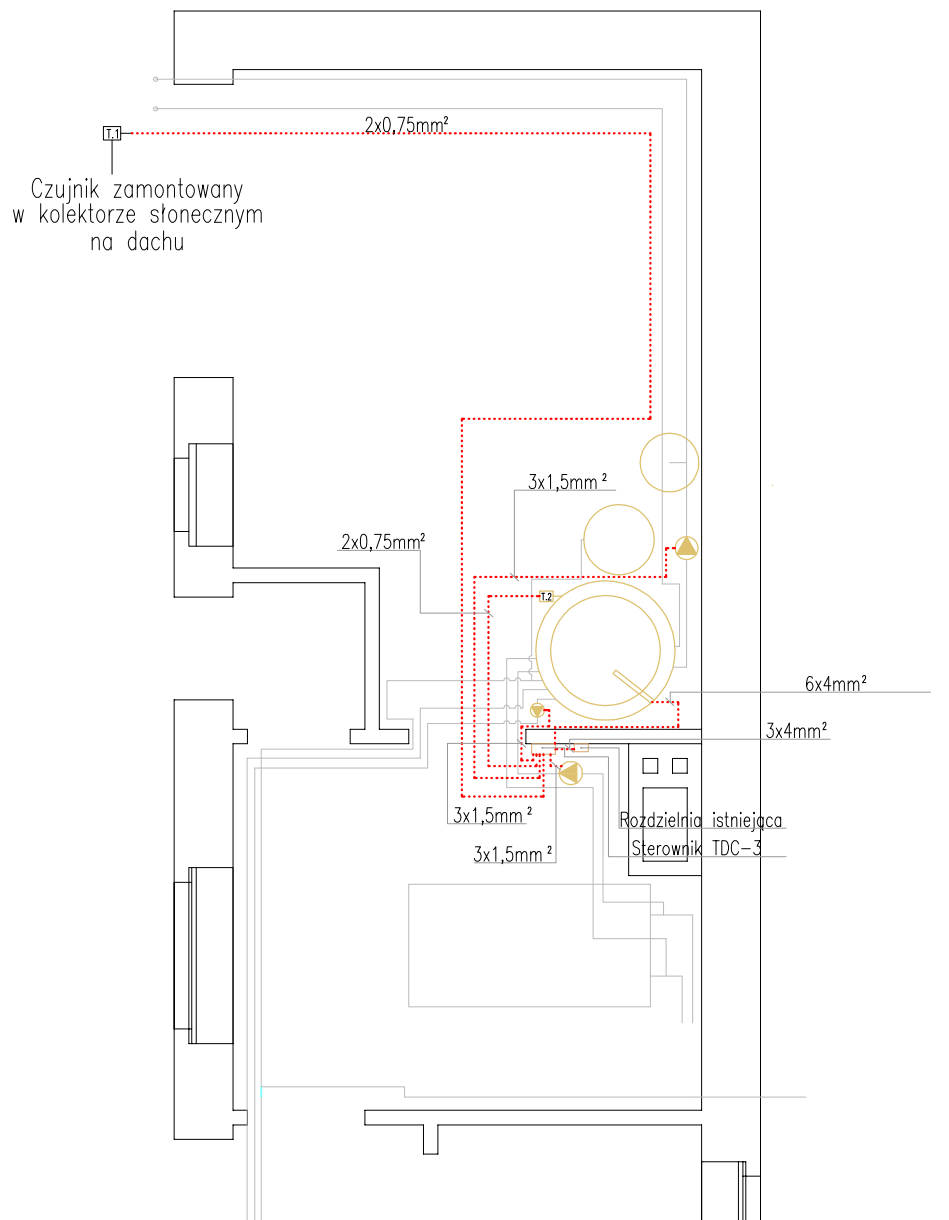 2x0,75mm²
T.1
Czujnik zamontowany
w kolektorze słonecznym
na dachu
3x1,5mm²
2x0,75mm²
T.2
6x4mm²
3x4mm²
3x1,5mm²
Rozdzielnia istniejąca
Sterownik TDC-3
3x1,5mm²